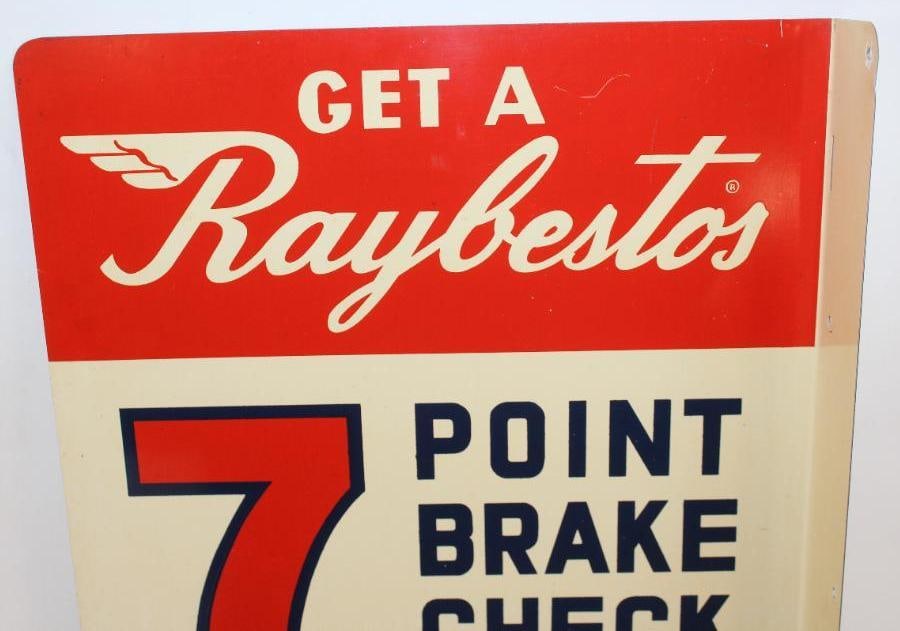 GET A
Raybestos ®
7 POINT
BRAKE
CHECK